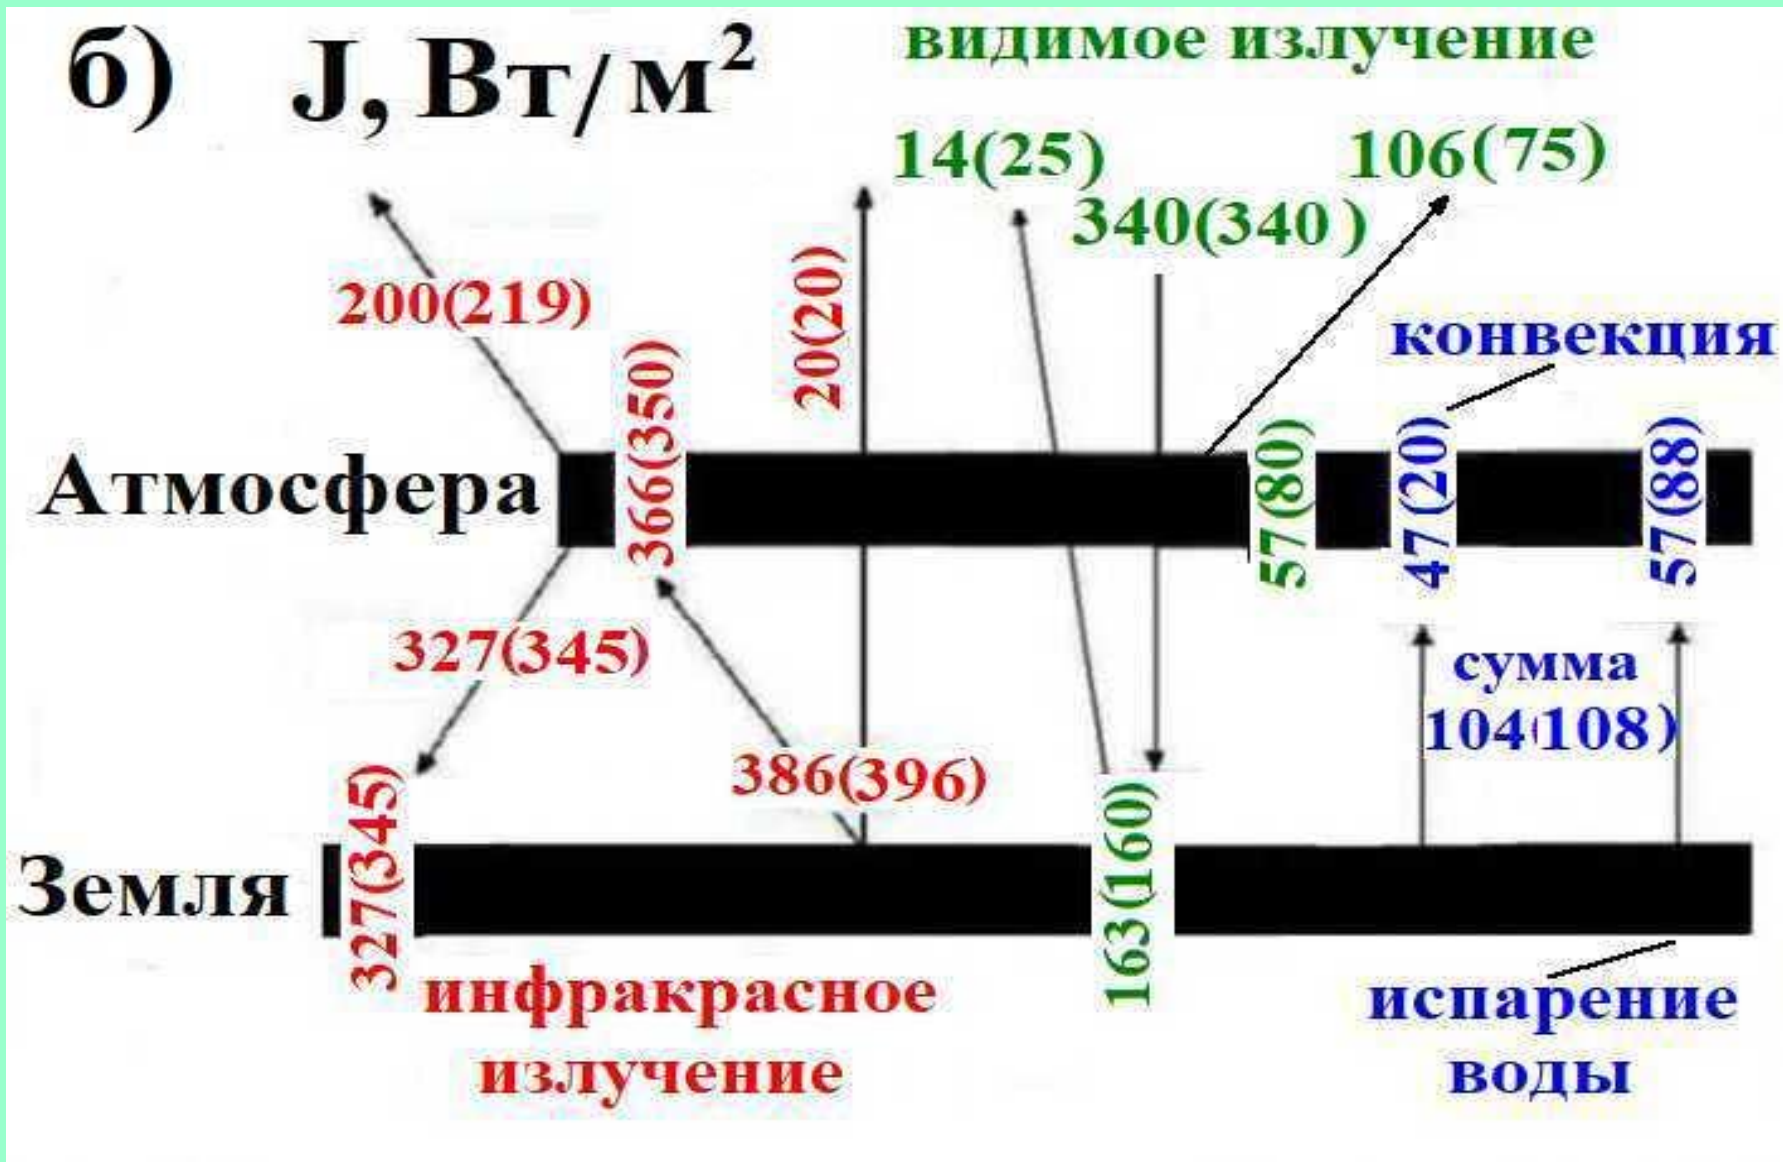 б) J, Вт/м²
видимое излучение
14(25)
106(75)
340(340)
200(219)
20(20)
366(350)
конвекция
Атмосфера
57(80)
47(20)
57(88)
327(345)
сумма
104(108)
386(396)
Земля
327(345)
163(160)
инфракрасное
излучение
испарение
воды